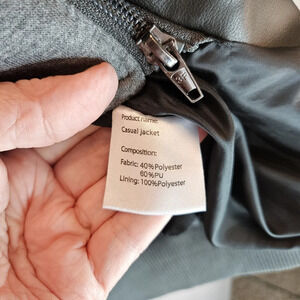 Product name:
Casual jacket
Composition:
Fabric: 40%Polyester
60%PU
Lining: 100%Polyester